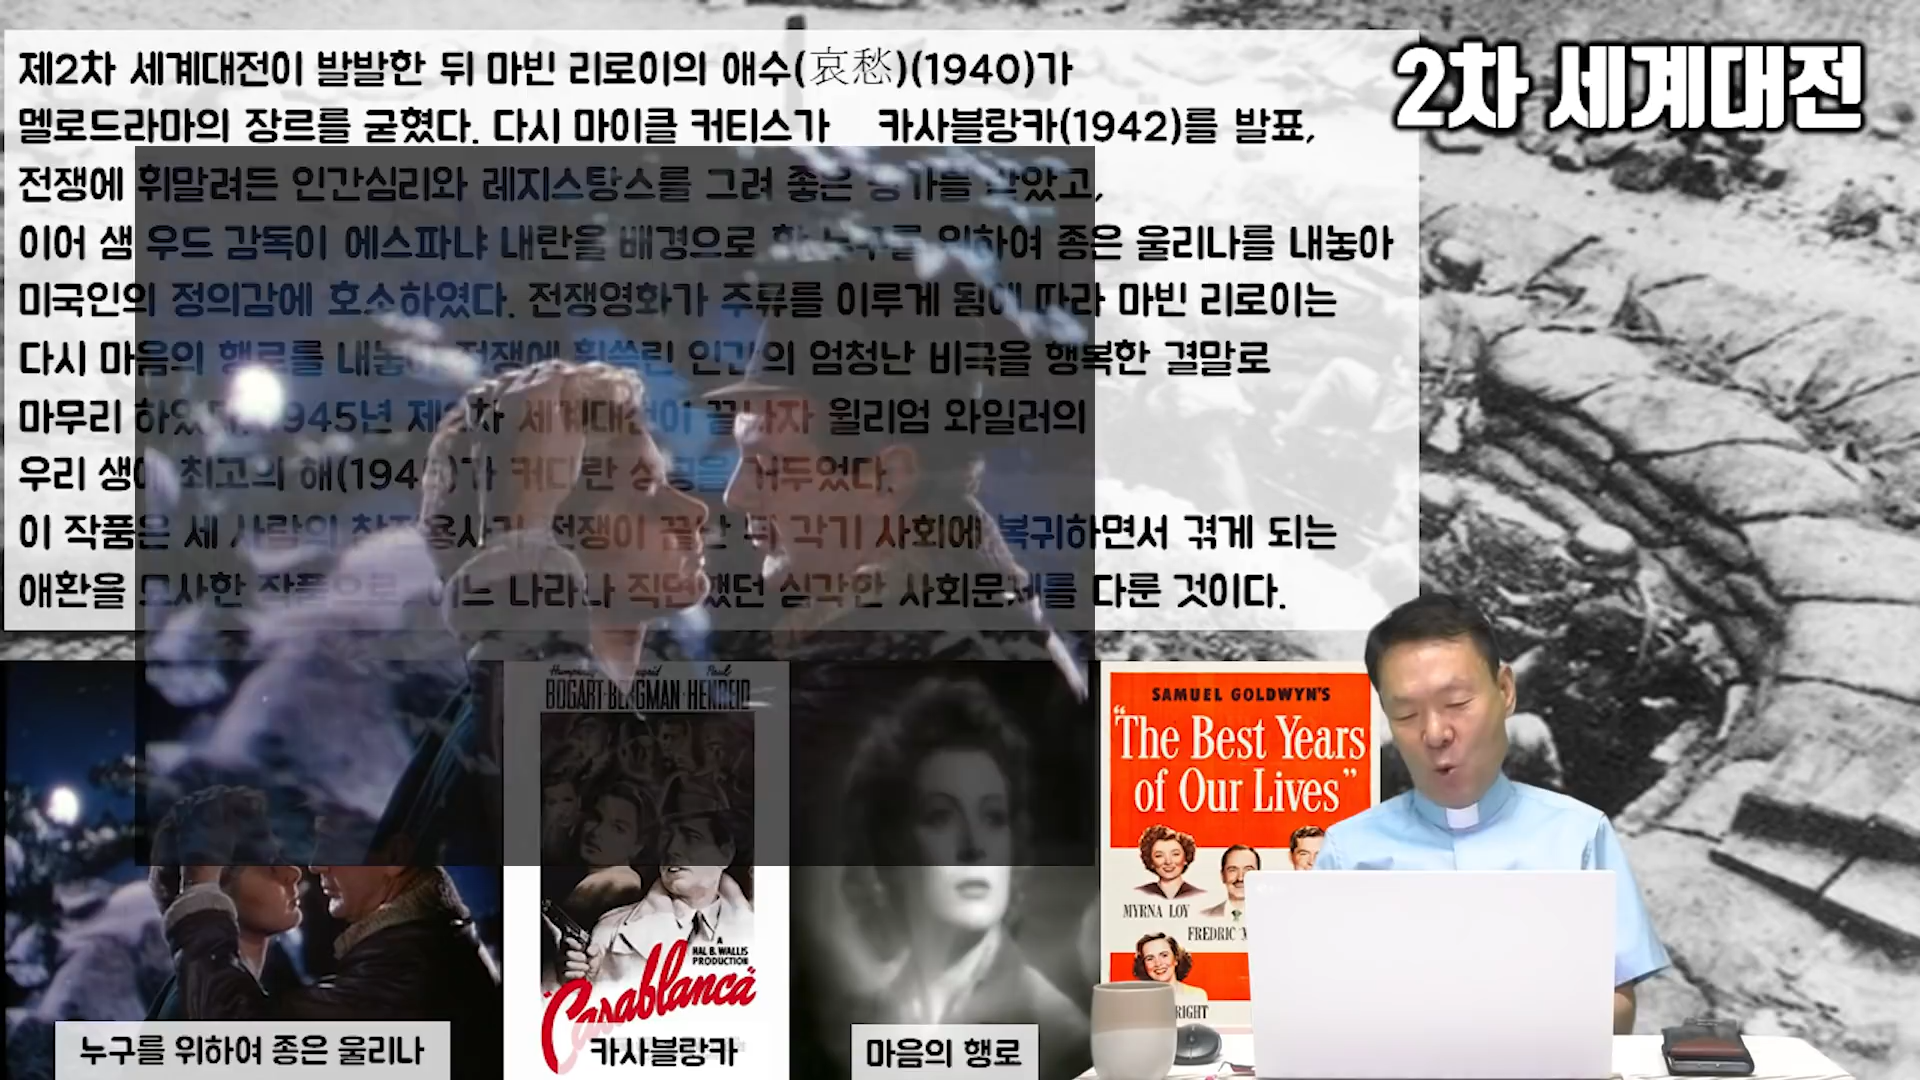 2차 세계대전
제2차 세계대전이 발발한 뒤 마빈 리로이의 애수(哀愁)(1940)가
멜로드라마의 장르를 굳혔다. 다시 마이클 커티스가 카사블랑카(1942)를 발표,
전쟁에 휘말려든 인간심리와 레지스탕스를 그려 좋은 평가를 받았고,
이어 샘 우드 감독이 에스파냐 내란을 배경으로 한 누구를 위하여 종은 울리나를 내놓아
미국인의 정의감에 호소하였다. 전쟁영화가 주류를 이루게 됨에 따라 마빈 리로이는
다시 마음의 행로를 내놓아 전쟁에 휩쓸린 인간의 엄청난 비극을 행복한 결말로
마무리 하였다. 1945년 제2차 세계대전이 끝나자 윌리엄 와일러의
우리 생애 최고의 해(1946)가 커다란 성공을 거두었다.
이 작품은 세 사람의 참전용사가 전쟁이 끝난 뒤 각기 사회에 복귀하면서 겪게 되는
애환을 묘사한 작품으로 어느 나라나 직면했던 심각한 사회문제를 다룬 것이다.
BOGART·BERGMAN·HENREID
A
HAL B. WALLIS
PRODUCTION
Casablanca
SAMUEL GOLDWYN'S
"The Best Years
of Our Lives"
MYRNA LOY
FREDRIC
누구를 위하여 종은 울리나
카사블랑카
마음의 행로